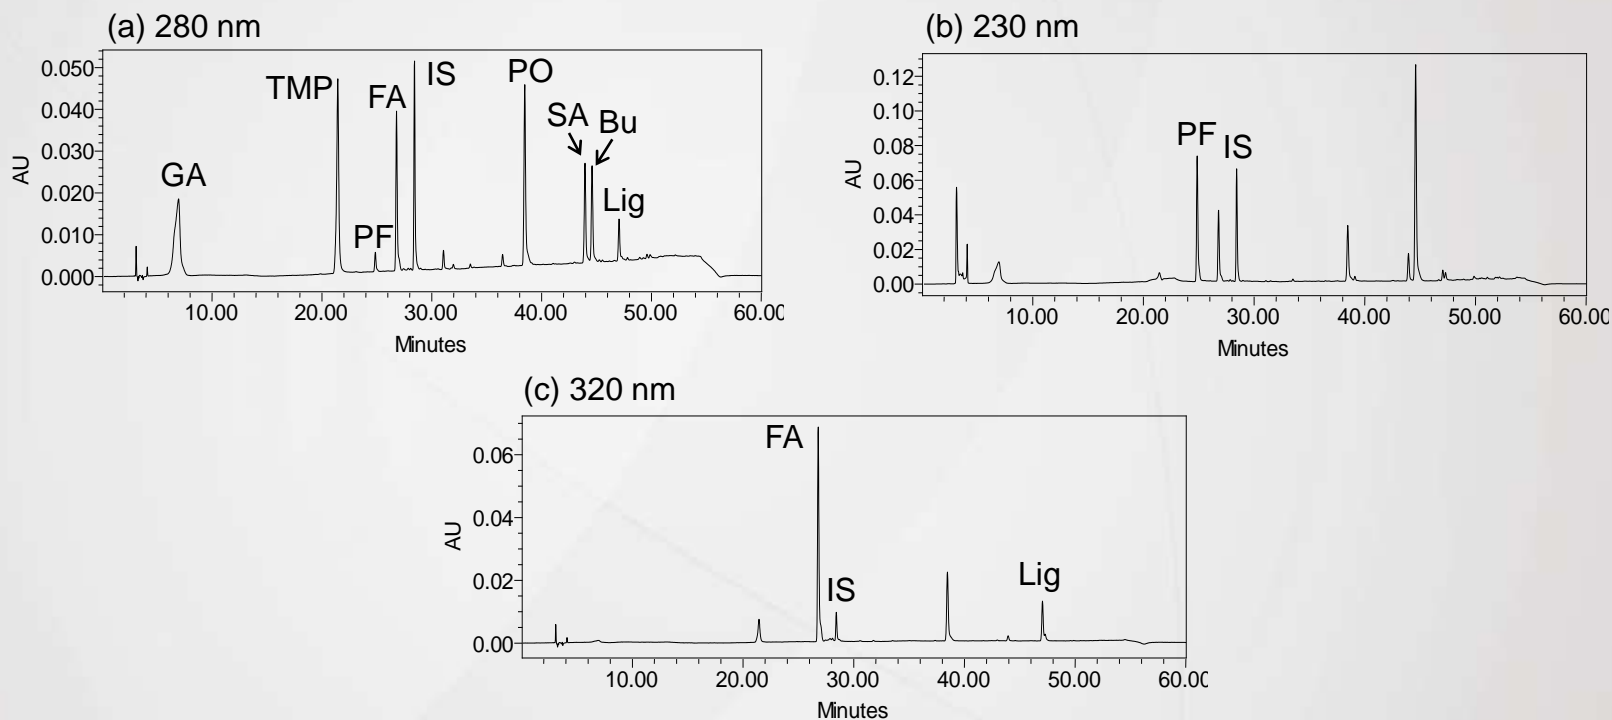 (a) 280 nm
0.050
0.040
0.030
0.020
0.010
0.000
AU
GA
TMP
PF
FA
IS
PO
SA
Bu
Lig
10.00 20.00 30.00 40.00 50.00 60.00
Minutes
(b) 230 nm
0.12
0.10
0.08
0.06
0.04
0.02
0.00
AU
PF
IS
10.00 20.00 30.00 40.00 50.00 60.00
Minutes
(c) 320 nm
0.06
0.04
0.02
0.00
AU
FA
IS
Lig
10.00 20.00 30.00 40.00 50.00 60.00
Minutes